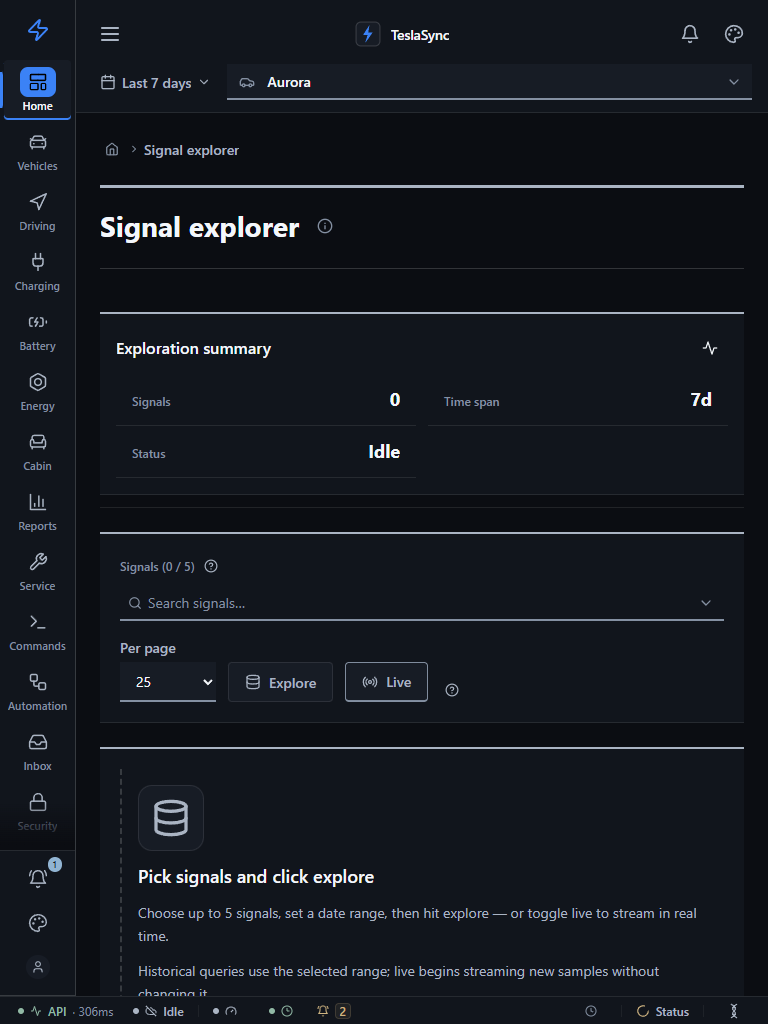 TeslaSync
Last 7 days
Aurora
Home
Vehicles
Driving
Charging
Battery
Energy
Cabin
Reports
Service
Commands
Automation
Inbox
Security
1
Signal explorer
Signal explorer
Exploration summary
Signals 0
Time span 7d
Status Idle
Signals (0 / 5)
Search signals...
Per page
25
Explore
Live
Pick signals and click explore
Choose up to 5 signals, set a date range, then hit explore — or toggle live to stream in real
time.
Historical queries use the selected range; live begins streaming new samples without
changing it
API · 306ms
Idle
2
Status